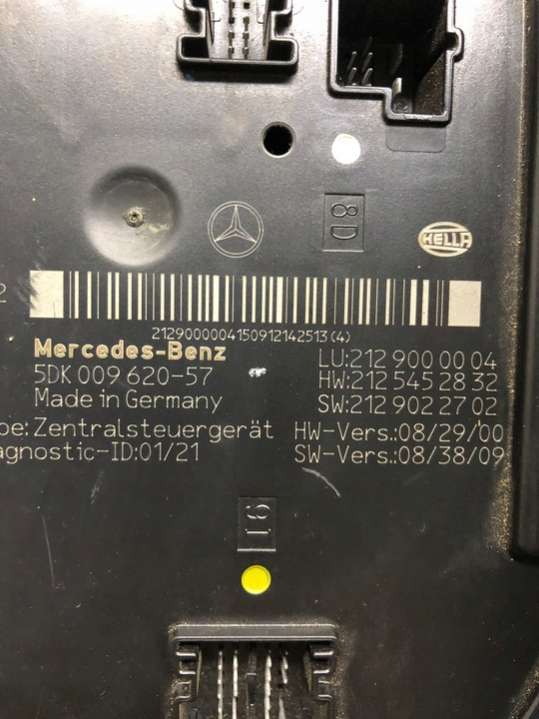 8D
HELLA
2
2129000004150912142513(4)
Mercedes-Benz
5DK 009 620-57
Made in Germany
pe: Zentralsteuergerät
agnostic-ID:01/21
LU:212 900 00 04
HW:212 545 28 32
SW:212 902 27 02
HW-Vers.:08/29/00
SW-Vers.:08/38/09
16